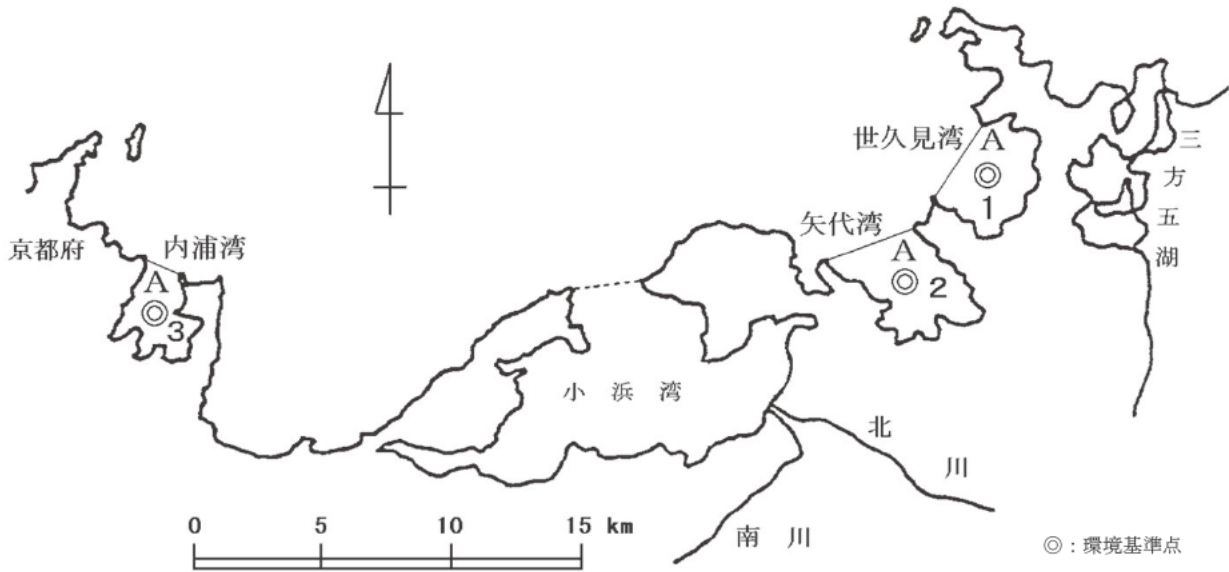 世久見湾
A
1
三方五湖
矢代湾
A
2
京都府
内浦湾
A
3
小浜湾
北川
南川
0 5 10 15 km
◎：環境基準点